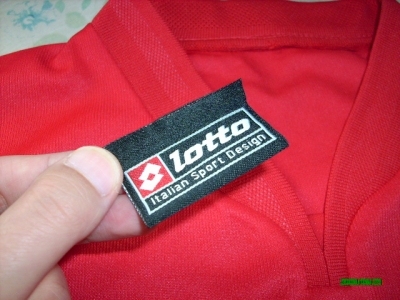 lotto
Italian Sport Design